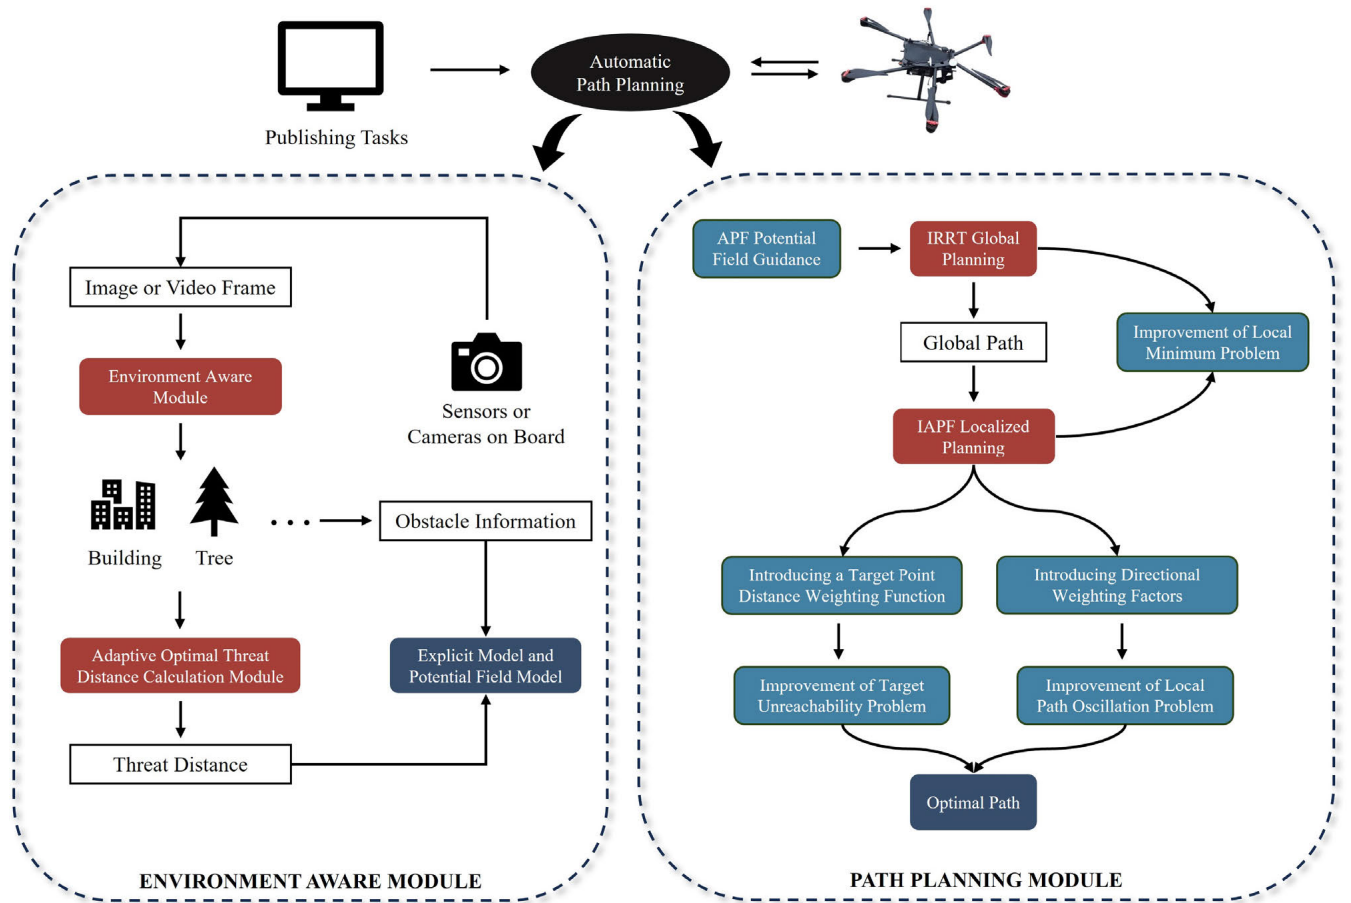 Automatic
Path Planning
Publishing Tasks
Image or Video Frame
Environment Aware
Module
Sensors or
Cameras on Board
Building
Tree
...
Obstacle Information
Adaptive Optimal Threat
Distance Calculation Module
Explicit Model and
Potential Field Model
Threat Distance
ENVIRONMENT AWARE MODULE
APF Potential
Field Guidance
IRRT Global
Planning
Global Path
Improvement of Local
Minimum Problem
IAPF Localized
Planning
Introducing a Target Point
Distance Weighting Function
Introducing Directional
Weighting Factors
Improvement of Target
Unreachability Problem
Improvement of Local
Path Oscillation Problem
Optimal Path
PATH PLANNING MODULE